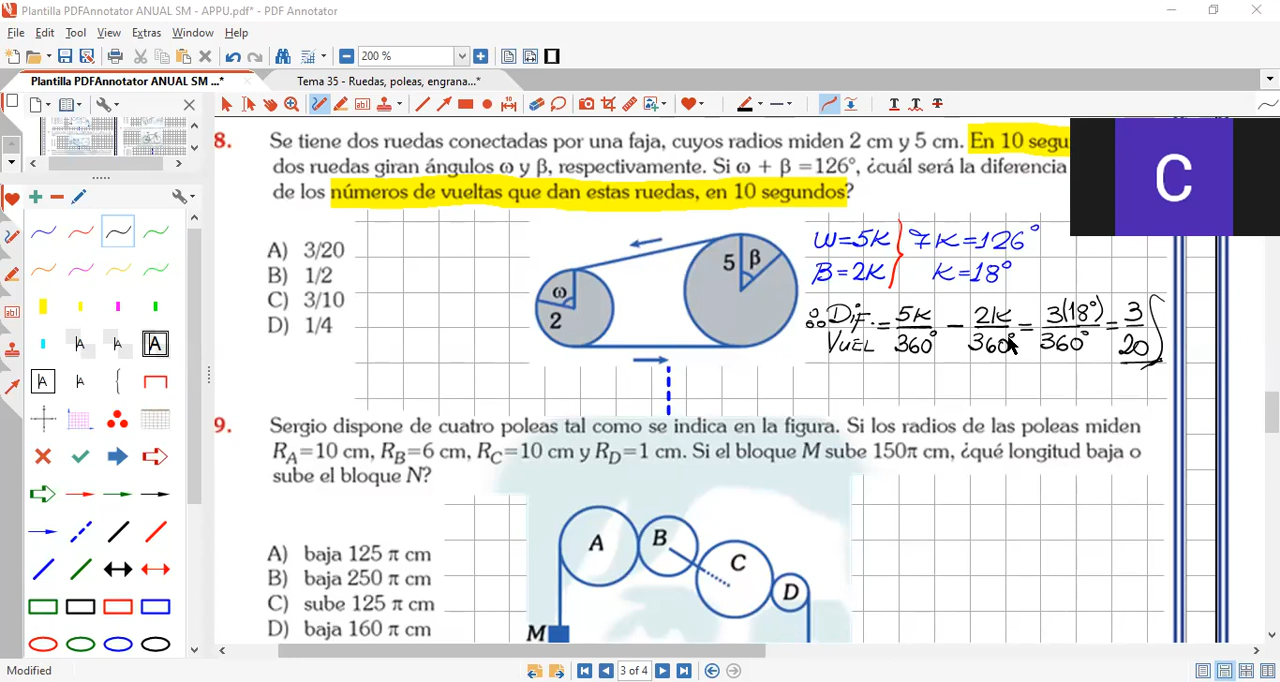 Plantilla PDFAnnotator ANUAL SM - APPU.pdf* - PDF Annotator
File Edit Tool View Extras Window Help
200 %
Plantilla PDFAnnotator ANUAL SM ...*
Tema 35 - Ruedas, poleas, engrana...*
8. Se tiene dos ruedas conectadas por una faja, cuyos radios miden 2 cm y 5 cm. En 10 segu
dos ruedas giran ángulos ω y β, respectivamente. Si ω + β =126°, ¿cuál será la diferencia
de los números de vueltas que dan estas ruedas, en 10 segundos?
C
A) 3/20
B) 1/2
C) 3/10
D) 1/4
ω
2
5
β
W=5K
B=2K
7K=126°
K=18°
∴ Dif. Vuel = 5K/360° - 2K/360° = 3(18°)/360° = 3/20
9. Sergio dispone de cuatro poleas tal como se indica en la figura. Si los radios de las poleas miden
R_A=10 cm, R_B=6 cm, R_C=10 cm y R_D=1 cm. Si el bloque M sube 150π cm, ¿qué longitud baja o
sube el bloque N?
A) baja 125 π cm
B) baja 250 π cm
C) sube 125 π cm
D) baja 160 π cm
A
B
C
D
M
Modified
3 of 4